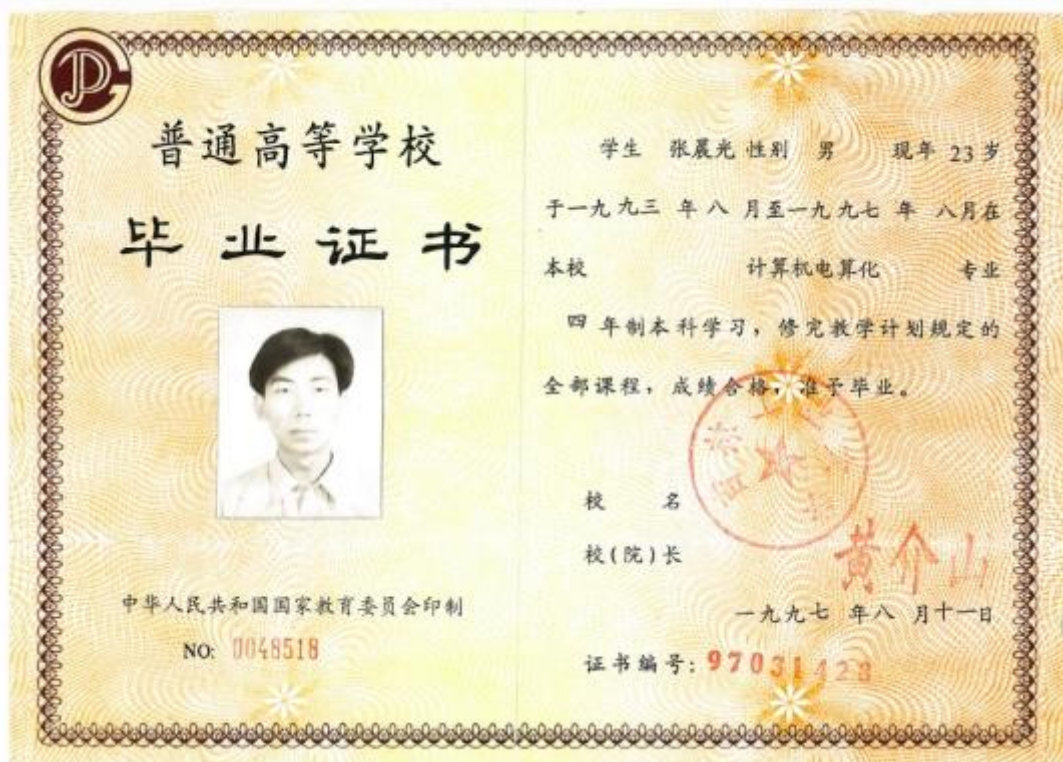 普通高等学校
毕业证书
中华人民共和国国家教育委员会印制
NO: 0048518
学生 张晨光 性别 男 现年 23 岁
于一九九三 年 八 月至一九九七 年 八月在
本校 计算机电算化 专业
四 年制本科学习，修完教学计划规定的
全部课程，成绩合格，准予毕业。
校 名
校(院)长 黄介山
一九九七 年八 月十一日
证书编号: 97031428